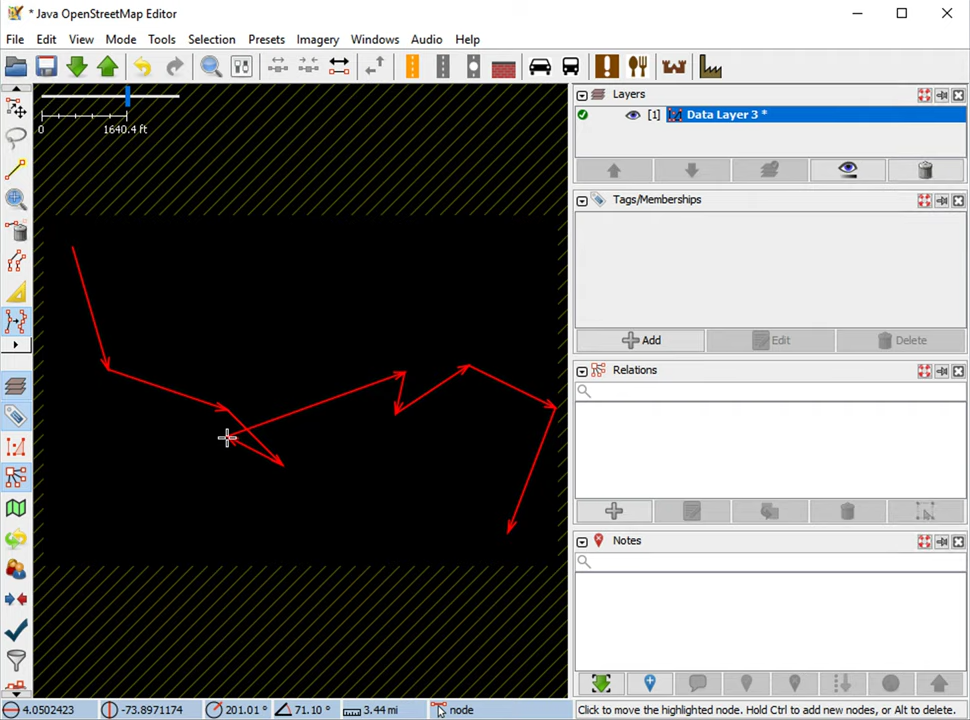 * Java OpenStreetMap Editor
File Edit View Mode Tools Selection Presets Imagery Windows Audio Help
0 1640.4 ft
Layers
[1] Data Layer 3 *
Tags/Memberships
Add Edit Delete
Relations
Notes
4.0502423 -73.8971174 201.01 ° 71.10 ° 3.44 mi node Click to move the highlighted node. Hold Ctrl to add new nodes, or Alt to delete.